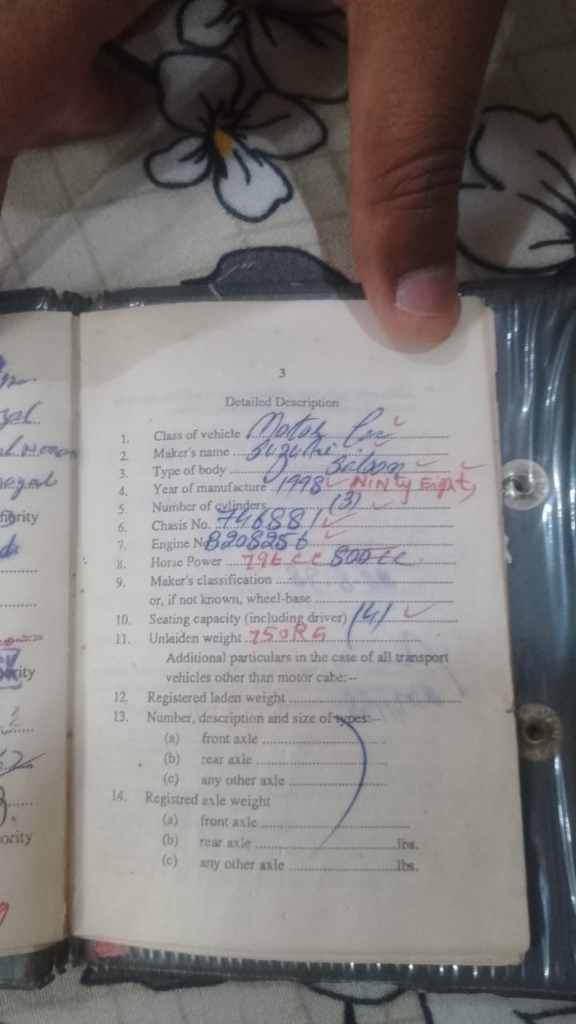 3
Detailed Description
1. Class of vehicle Motor Car
2. Maker's name Suzuki
3. Type of body Saloon
4. Year of manufacture 1998 NINty Eight
5. Number of cylinders (3)
6. Chasis No. 746881
7. Engine No B208256
8. Horse Power 796 cc 800cc
9. Maker's classification
or, if not known, wheel-base
10. Seating capacity (including driver) (4)
11. Unlaiden weight 750KG
Additional particulars in the case of all transport
vehicles other than motor cabe:--
12. Registered laden weight
13. Number, description and size of types:--
(a) front axle
(b) rear axle
(c) any other axle
14. Registred axle weight
(a) front axle
(b) rear axle lbs.
(c) any other axle lbs.